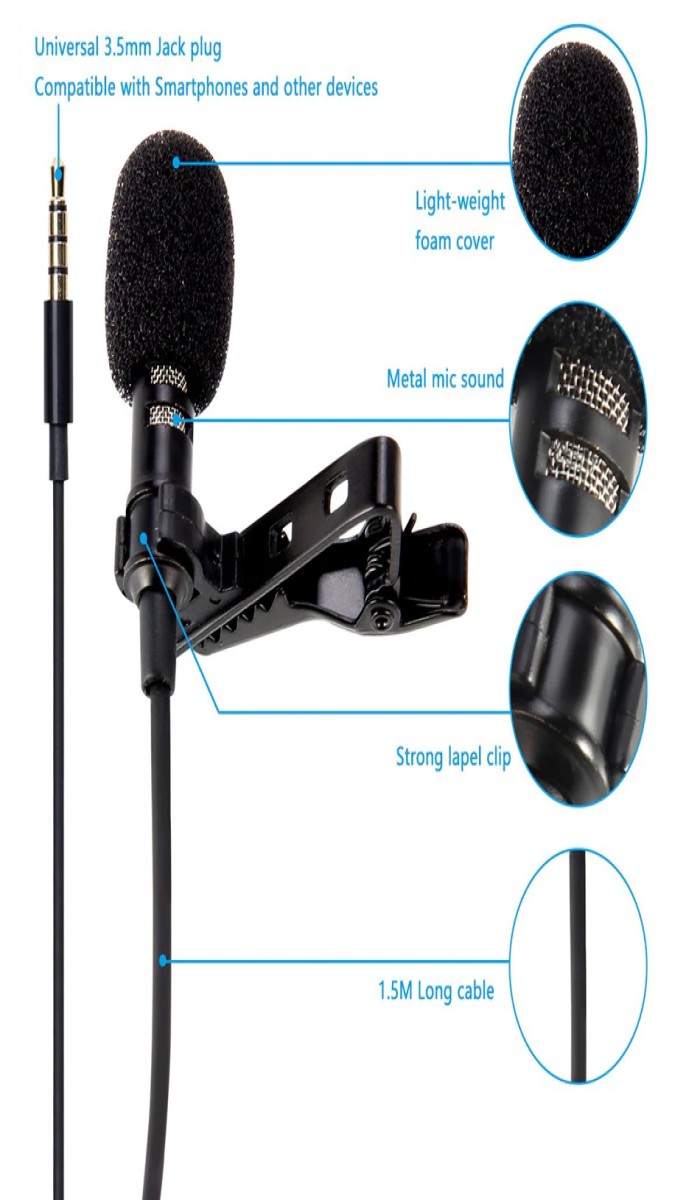 Universal 3.5mm Jack plug
Compatible with Smartphones and other devices
Light-weight
foam cover
Metal mic sound
Strong lapel clip
1.5M Long cable